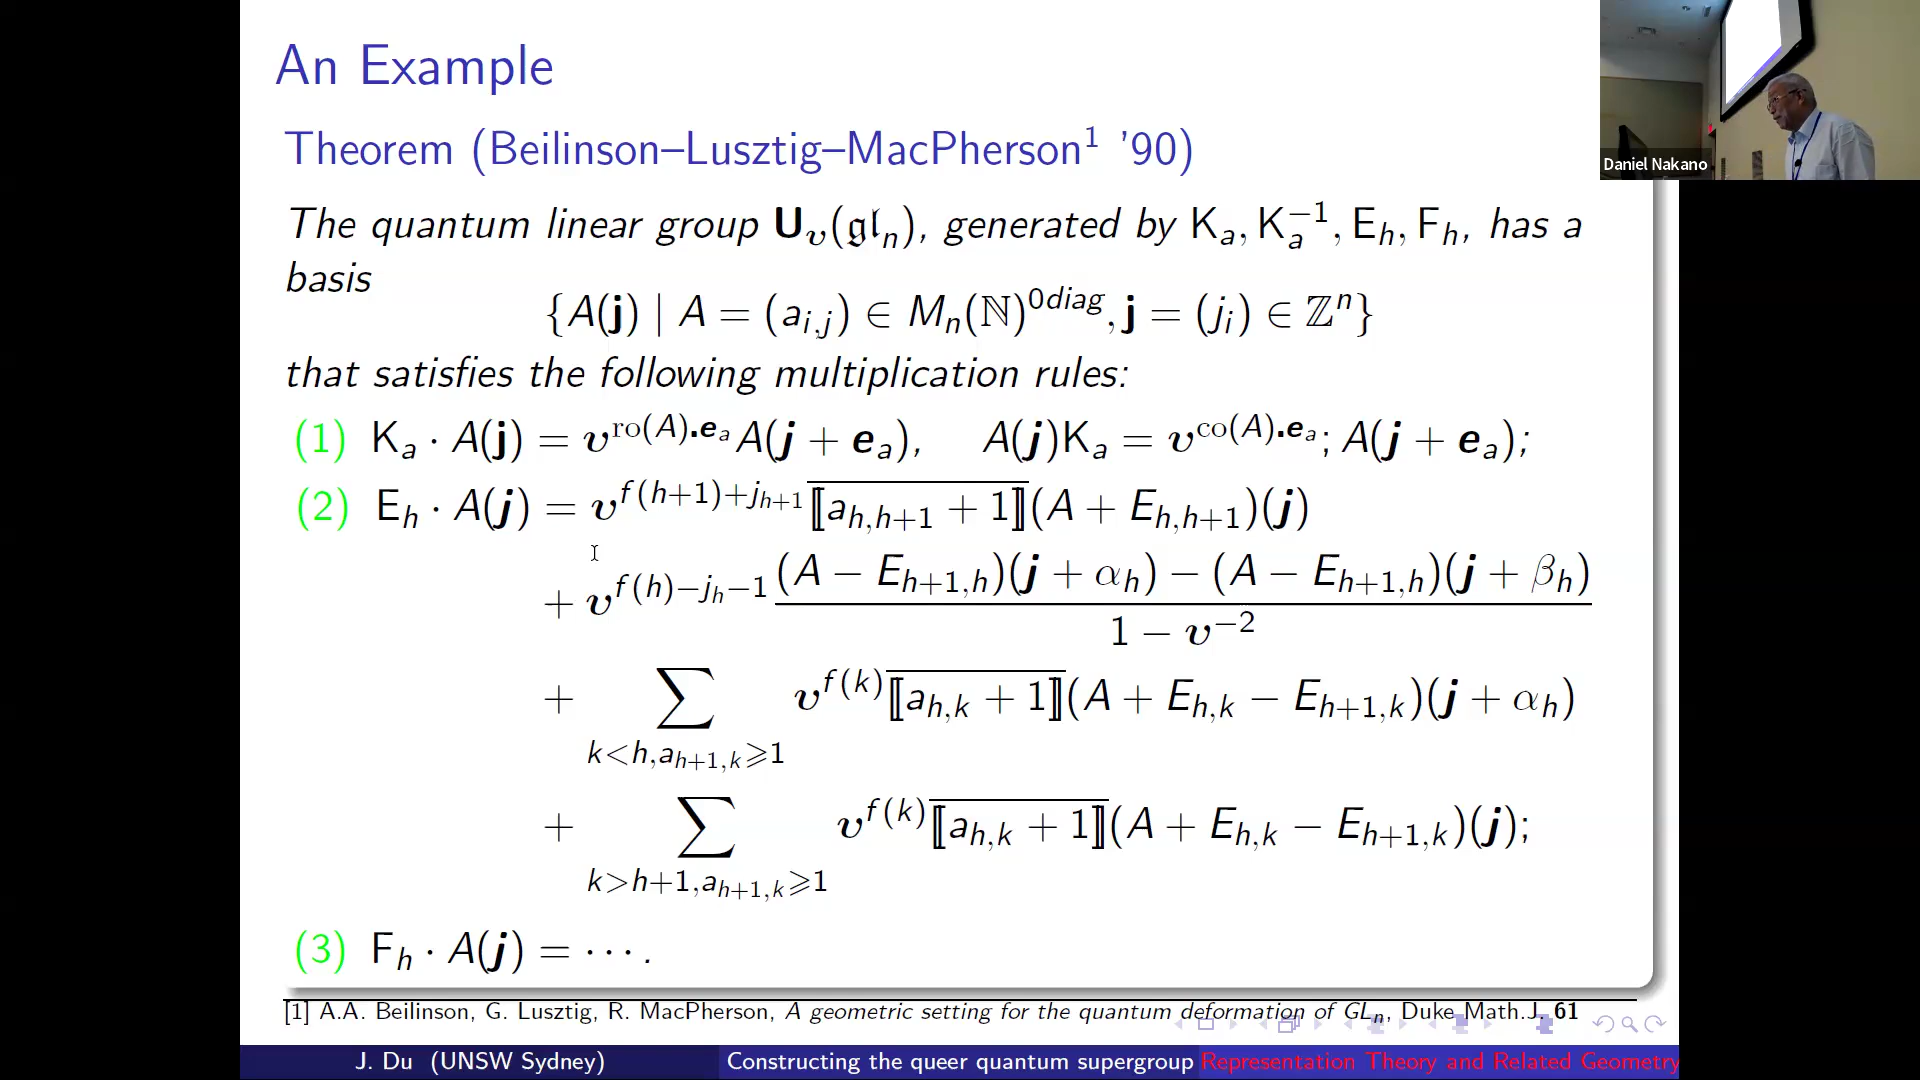 An Example
Theorem (Beilinson–Lusztig–MacPherson¹ '90)
The quantum linear group 𝐔_𝝊(𝔤𝔩_n), generated by K_a, K_a^{−1}, E_h, F_h, has a
basis
{A(𝐣) | A = (a_{i,j}) ∈ M_n(ℕ)^{0diag}, 𝐣 = (j_i) ∈ ℤ^n}
that satisfies the following multiplication rules:
(1) K_a · A(𝐣) = 𝝊^{ro(A).𝒆_a} A(𝒋 + 𝒆_a), A(𝒋)K_a = 𝝊^{co(A).𝒆_a}; A(𝒋 + 𝒆_a);
(2) E_h · A(𝒋) = 𝝊^{f(h+1)+j_{h+1}} \overline{⟦a_{h,h+1} + 1⟧}(A + E_{h,h+1})(𝒋)
+ 𝝊^{f(h)−j_h−1} \frac{(A − E_{h+1,h})(𝒋 + α_h) − (A − E_{h+1,h})(𝒋 + β_h)}{1 − 𝝊^{−2}}
+ ∑_{k<h,a_{h+1,k}⩾1} 𝝊^{f(k)} \overline{⟦a_{h,k} + 1⟧}(A + E_{h,k} − E_{h+1,k})(𝒋 + α_h)
+ ∑_{k>h+1,a_{h+1,k}⩾1} 𝝊^{f(k)} \overline{⟦a_{h,k} + 1⟧}(A + E_{h,k} − E_{h+1,k})(𝒋);
(3) F_h · A(𝒋) = ··· .
[1] A.A. Beilinson, G. Lusztig, R. MacPherson, A geometric setting for the quantum deformation of GL_n, Duke Math.J. 61
J. Du (UNSW Sydney) Constructing the queer quantum supergroup Representation Theory and Related Geometry
Daniel Nakano